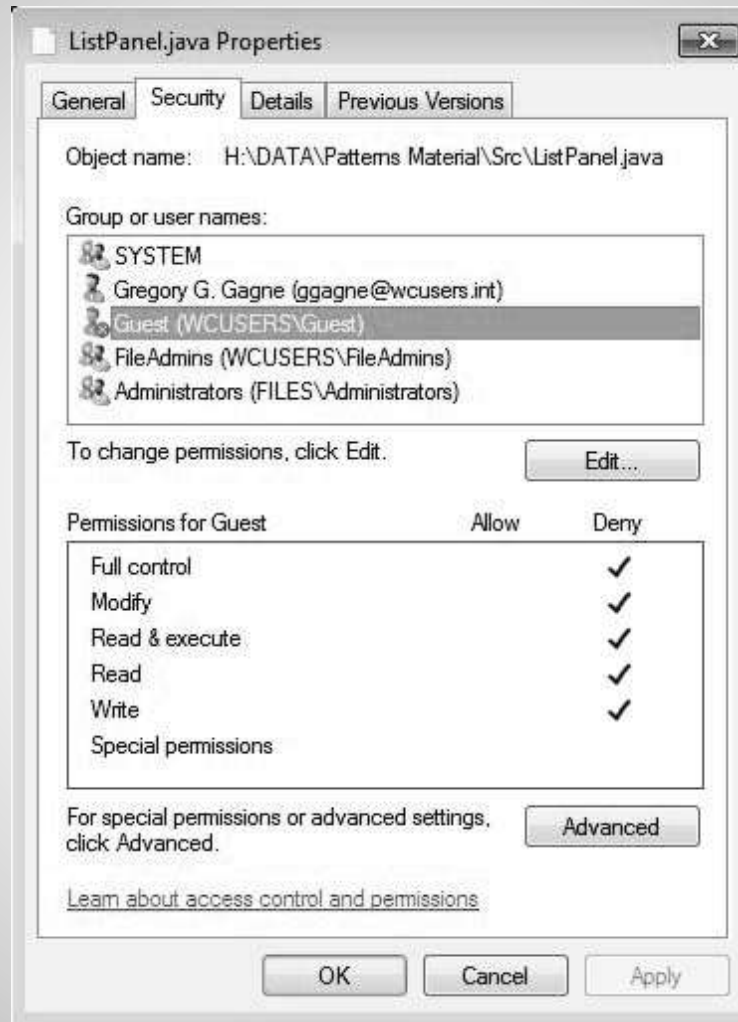 ListPanel.java Properties
General Security Details Previous Versions
Object name: H:\DATA\Patterns Material\Src\ListPanel.java
Group or user names:
SYSTEM
Gregory G. Gagne (ggagne@wcusers.int)
Guest (WCUSERS\Guest)
FileAdmins (WCUSERS\FileAdmins)
Administrators (FILES\Administrators)
To change permissions, click Edit. Edit...
Permissions for Guest Allow Deny
Full control
Modify
Read & execute
Read
Write
Special permissions
For special permissions or advanced settings,
click Advanced. Advanced
Learn about access control and permissions
OK Cancel Apply